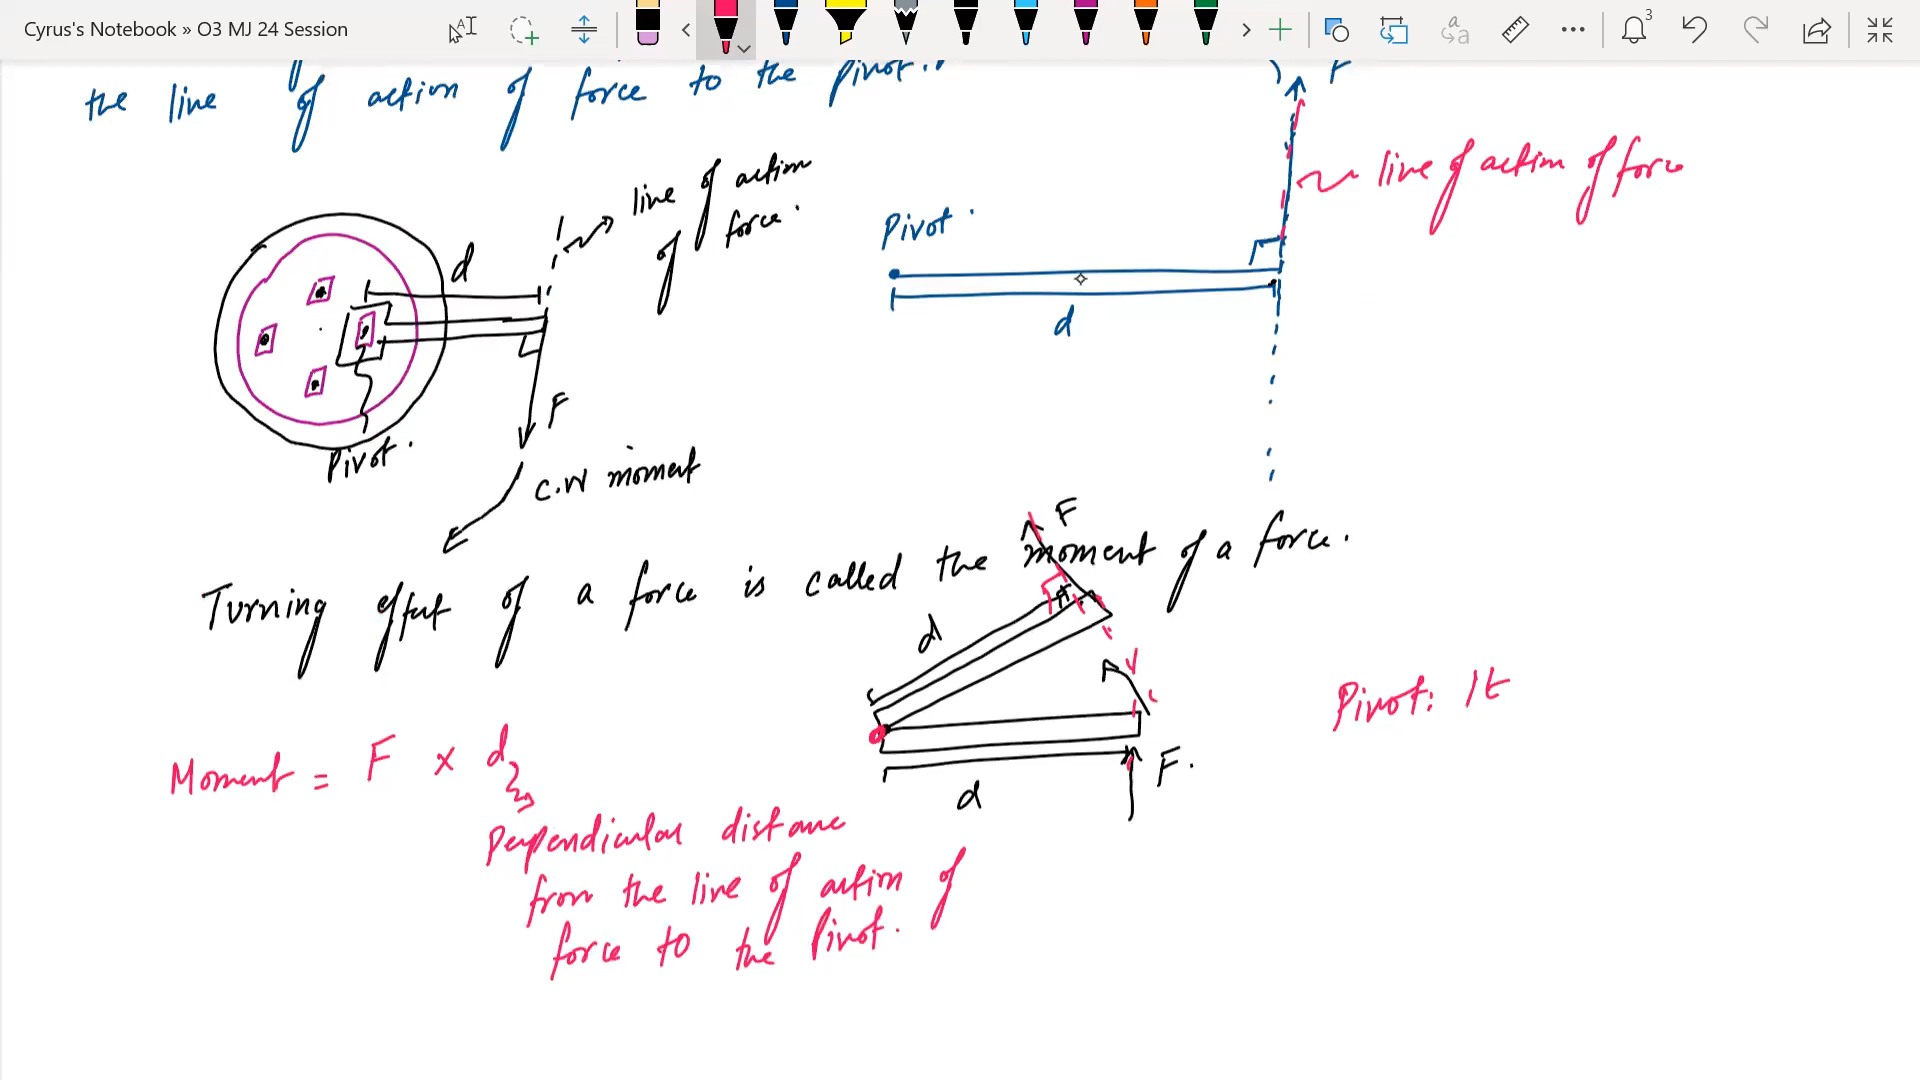 Cyrus's Notebook » O3 MJ 24 Session
3
the line of action of force to the pivot.
F
line of action
of force.
line of action of force
Pivot.
d
d
F
Pivot.
C.W moment
F
Turning effect of a force is called the moment of a force.
d
Pivot: It
Moment = F x d
F.
d
Perpendicular distance
from the line of action of
force to the Pivot.